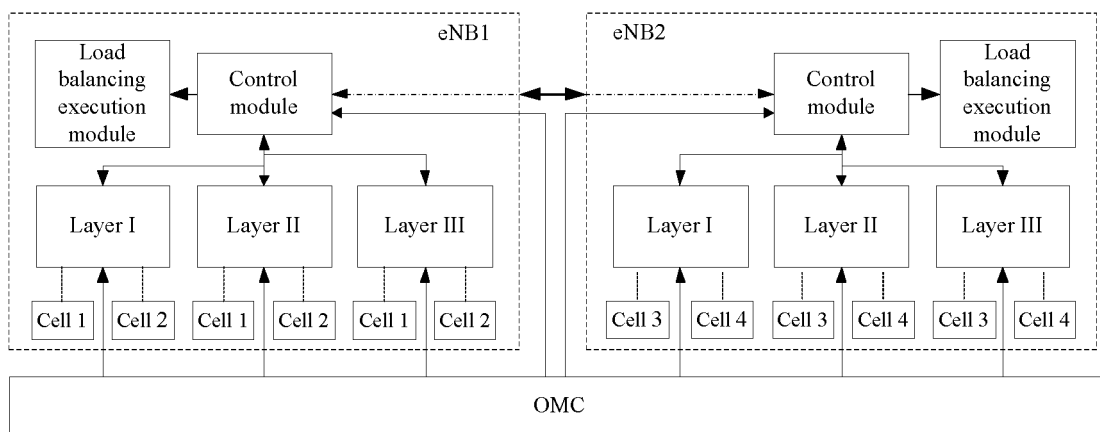 eNB1
eNB2
Load
balancing
execution
module
Control
module
Control
module
Load
balancing
execution module
Layer I
Layer II
Layer III
Layer I
Layer II
Layer III
Cell 1
Cell 2
Cell 1
Cell 2
Cell 1
Cell 2
Cell 3
Cell 4
Cell 3
Cell 4
Cell 3
Cell 4
OMC